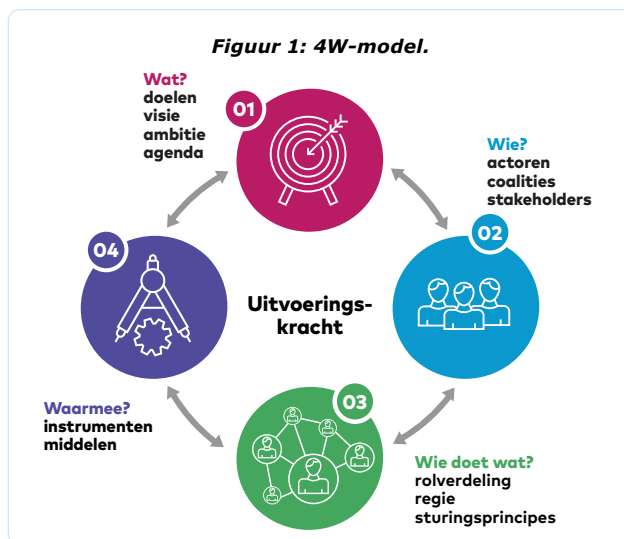 Figuur 1: 4W-model.
01
Wat?
doelen
visie
ambitie
agenda
Wie?
actoren
coalities
stakeholders
02
04
Uitvoerings-
kracht
03
Waarmee?
instrumenten
middelen
Wie doet wat?
rolverdeling
regie
sturingsprincipes